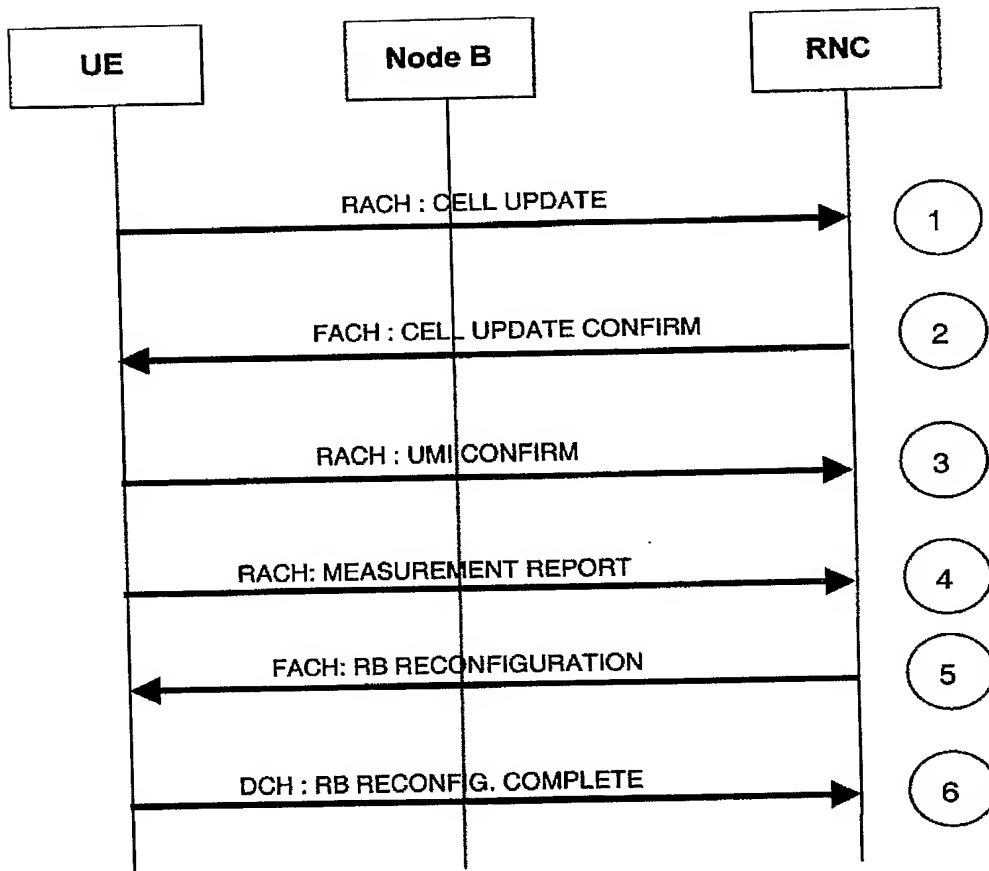 UE
Node B
RNC
RACH : CELL UPDATE
1
FACH : CELL UPDATE CONFIRM
2
RACH : UMI CONFIRM
3
RACH: MEASUREMENT REPORT
4
FACH: RB RECONFIGURATION
5
DCH : RB RECONFIG. COMPLETE
6